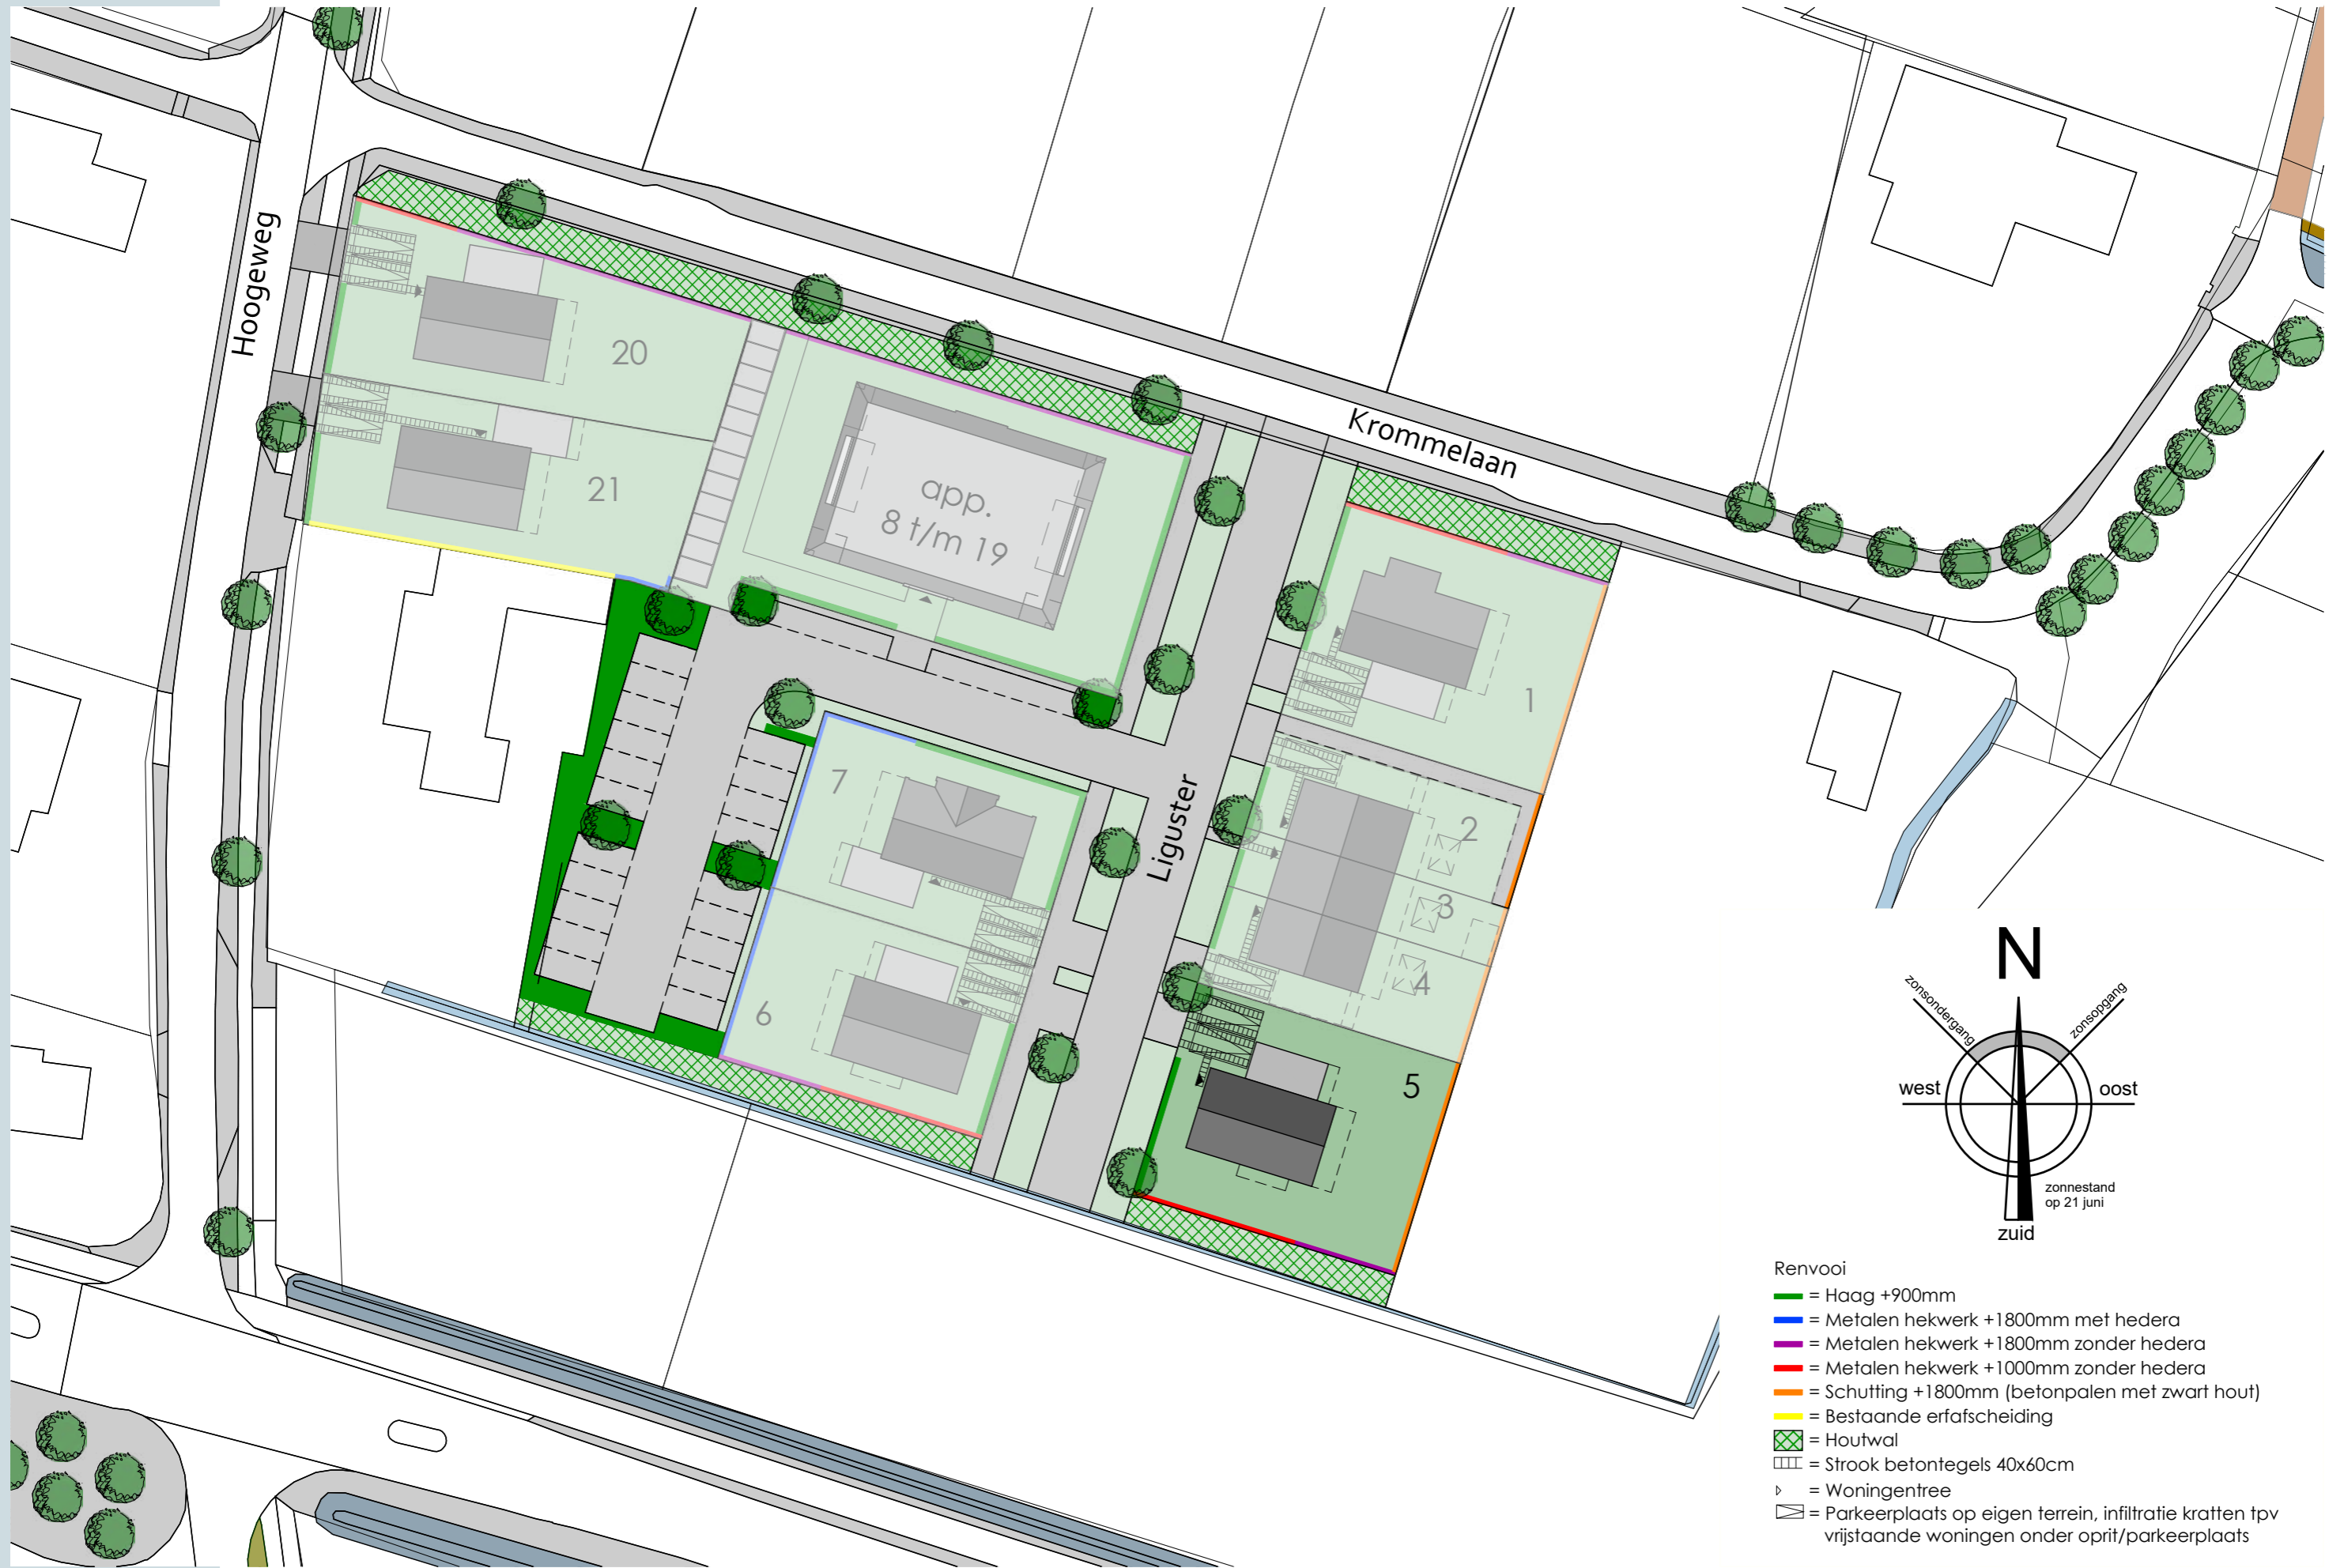 Hoogeweg
Krommelaan
Liguster
20
21
app.
8 t/m 19
1
2
3
4
5
7
6
N
zonsondergang
zonsopgang
west
oost
zonnestand
op 21 juni
zuid
Renvooi
= Haag +900mm
= Metalen hekwerk +1800mm met hedera
= Metalen hekwerk +1800mm zonder hedera
= Metalen hekwerk +1000mm zonder hedera
= Schutting +1800mm (betonpalen met zwart hout)
= Bestaande erfafscheiding
= Houtwal
= Strook betontegels 40x60cm
= Woningentree
= Parkeerplaats op eigen terrein, infiltratie kratten tpv
vrijstaande woningen onder oprit/parkeerplaats